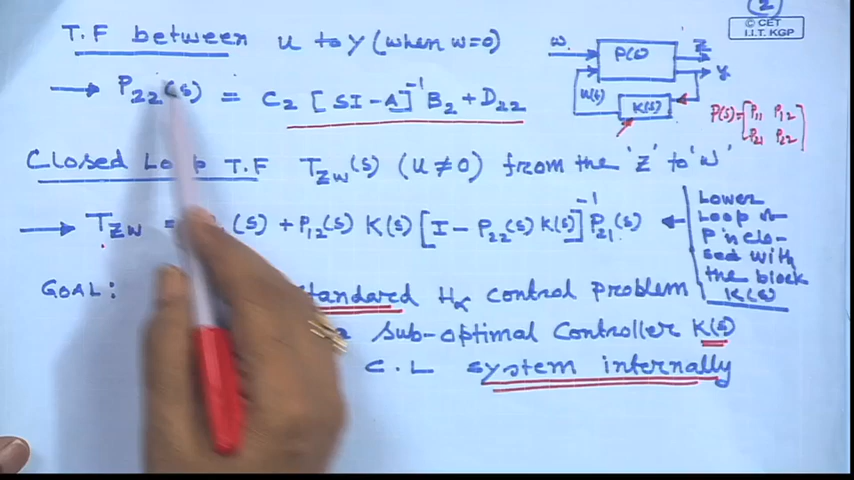 2
© CET
I.I.T. KGP
T.F between u to y (when w=0)
→ P22(s) = C2 [SI-A]^-1 B2 + D22
w P(s) Z
y
u(t) K(s)
P(s) = [P11 P12
P21 P22]
Closed Loop T.F Tzw(s) (u≠0) from the 'z' to 'w'
→ Tzw = (s) + P12(s) K(s) [I - P22(s) K(s)]^-1 P21(s)
Lower
Loop of
P is clo-
sed with
the block
K(s)
GOAL: standard H∞ control problem
sub-optimal controller K(s)
C.L system internally